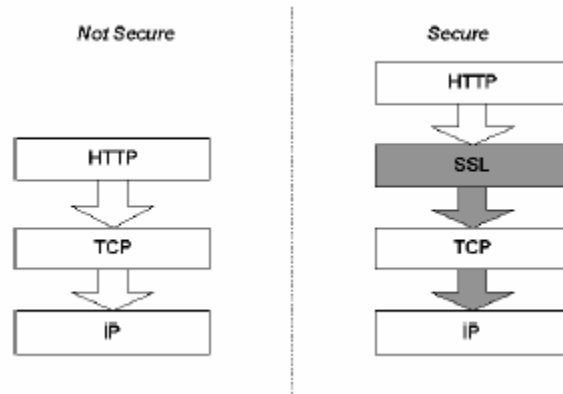 Not Secure
HTTP
TCP
IP
Secure
HTTP
SSL
TCP
IP